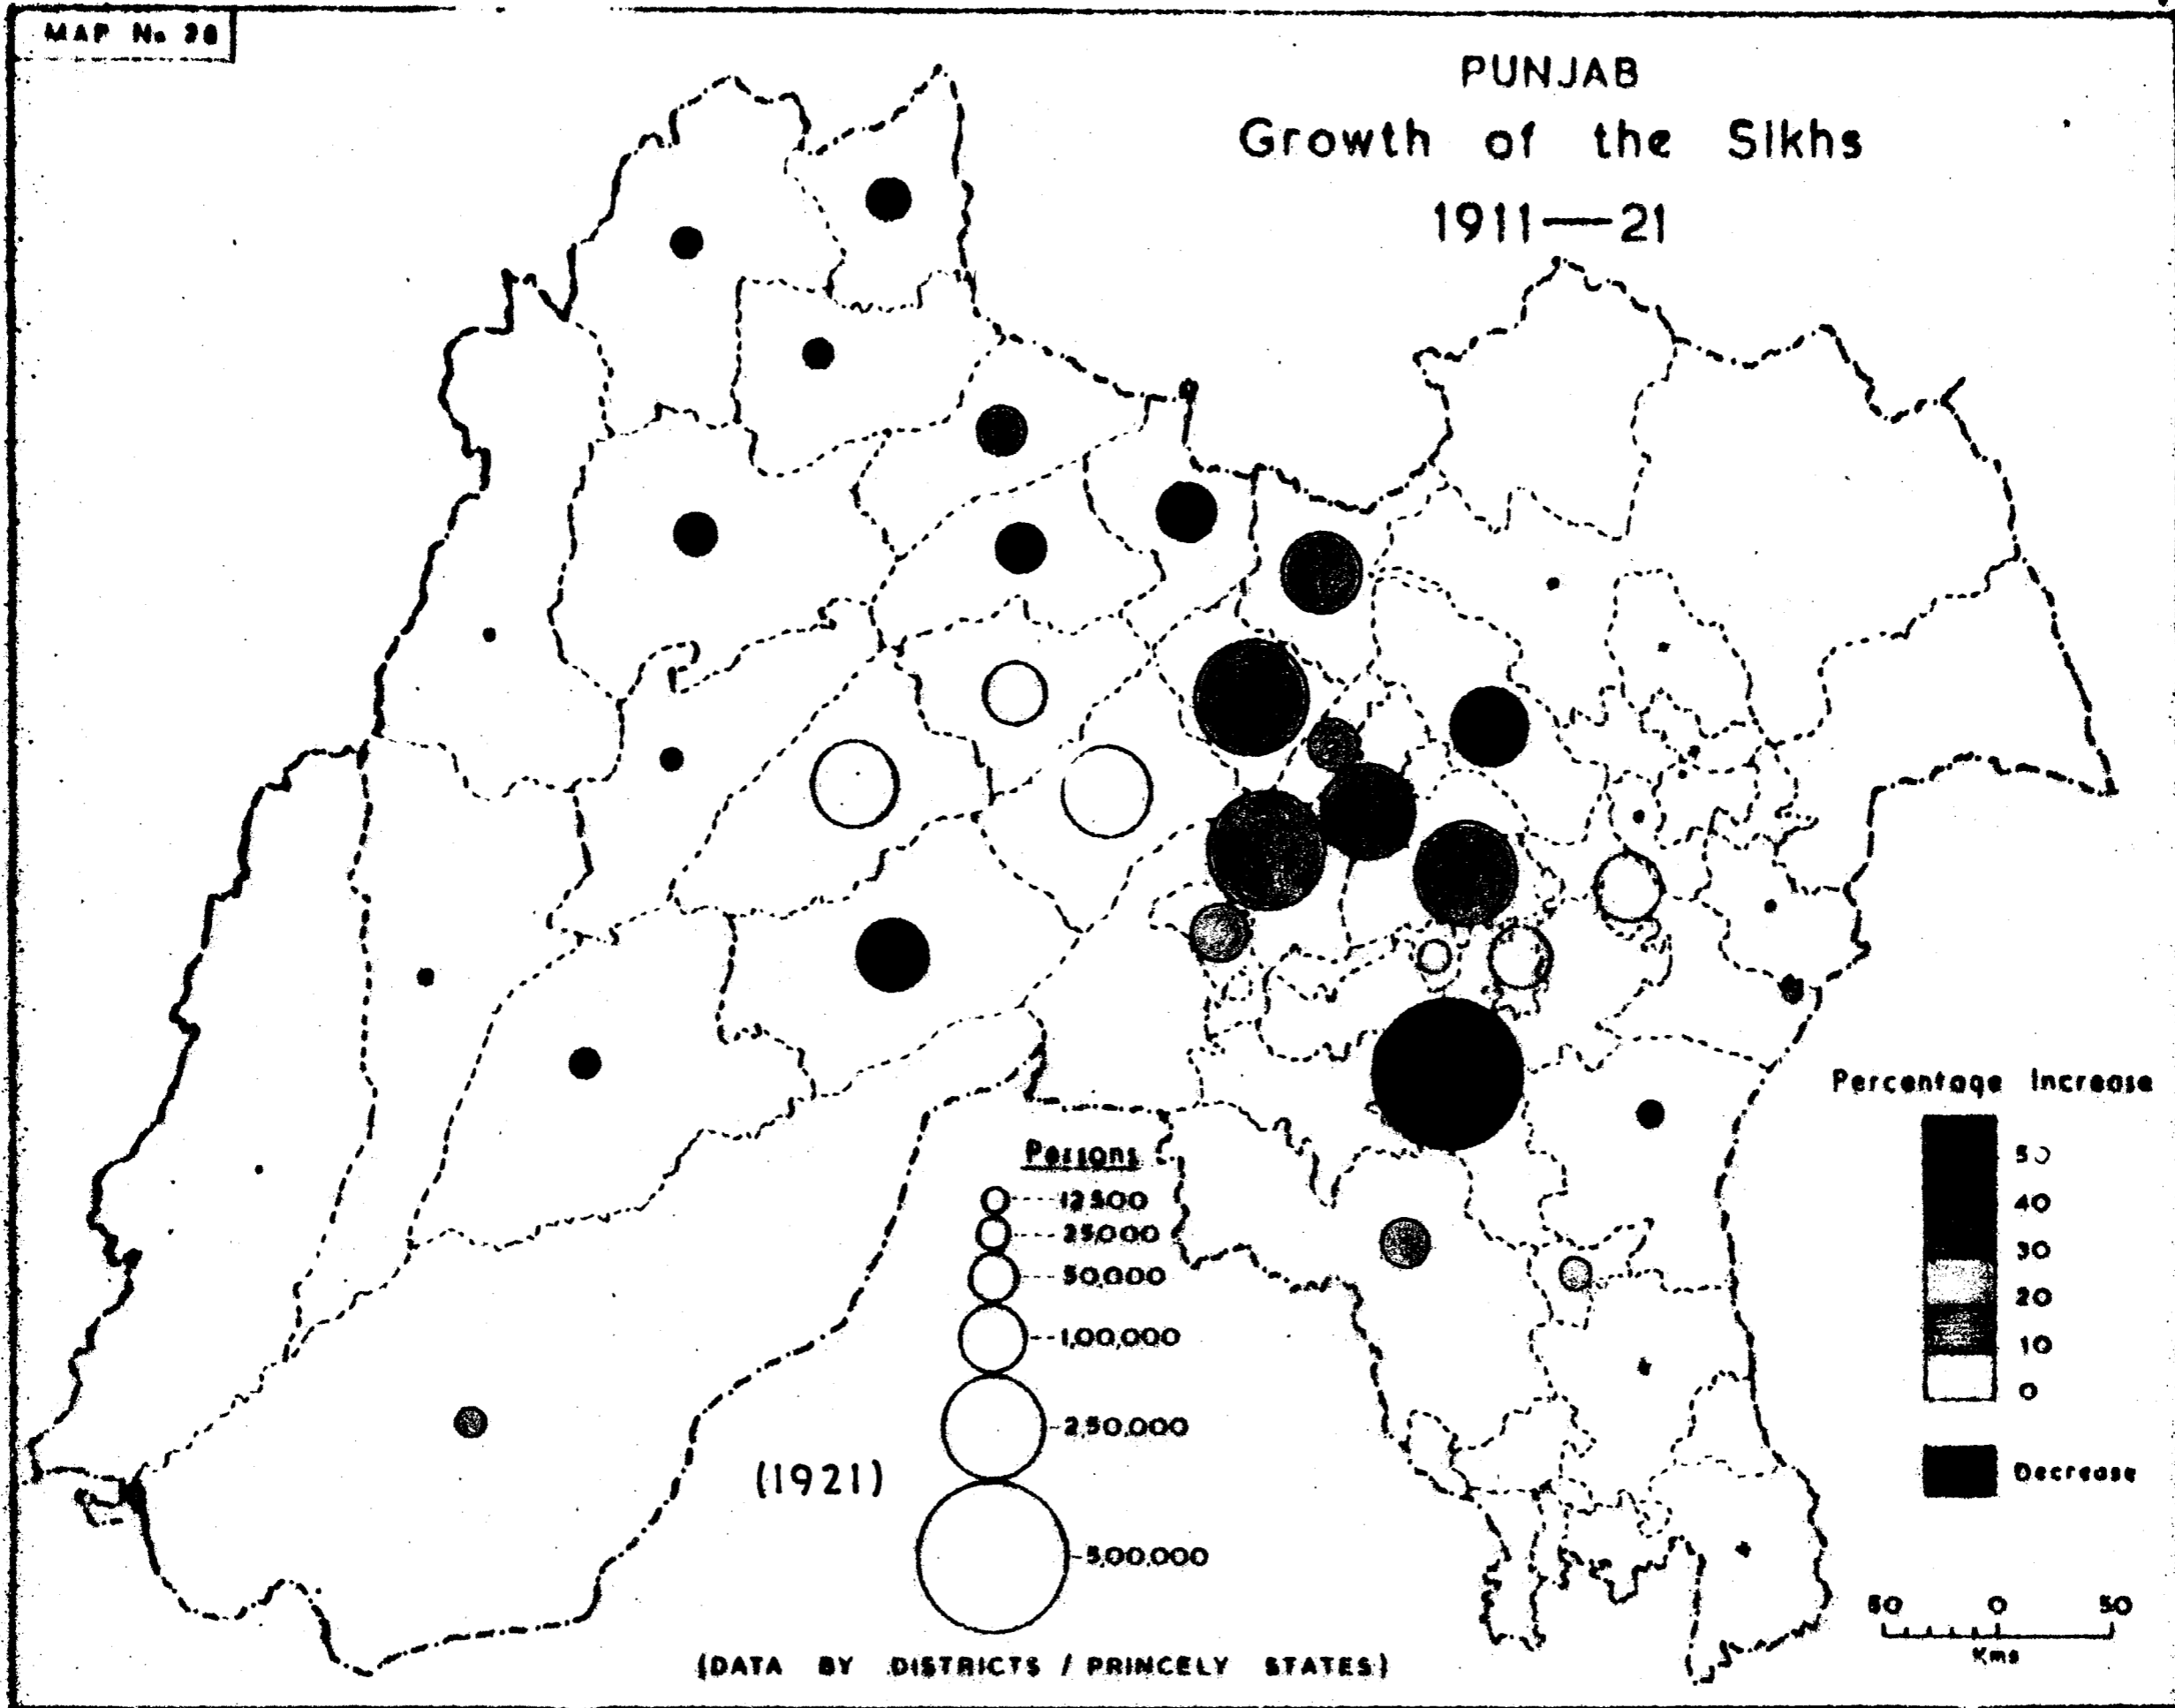 MAP No 28
PUNJAB
Growth of the Sikhs
1911—21
Percentage Increase
50
40
30
20
10
0
Decrease
Persons
12500
25,000
50,000
1,00,000
2,50,000
5,00,000
(1921)
50 0 50
Kms
(DATA BY DISTRICTS / PRINCELY STATES)